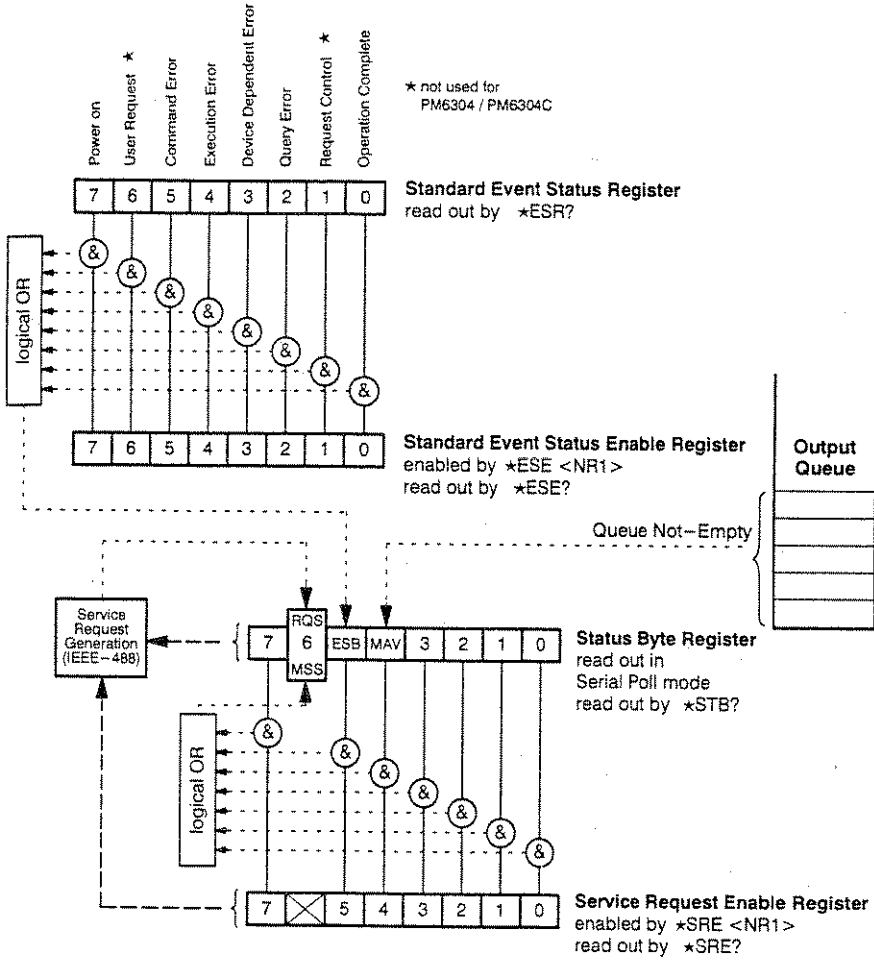 Power on
User Request ★
Command Error
Execution Error
Device Dependent Error
Query Error
Request Control ★
Operation Complete
★ not used for
PM6304 / PM6304C
7 6 5 4 3 2 1 0
Standard Event Status Register
read out by ★ESR?
logical OR
&
&
&
&
&
&
&
&
7 6 5 4 3 2 1 0
Standard Event Status Enable Register
enabled by ★ESE <NR1>
read out by ★ESE?
Output
Queue
Queue Not-Empty
Service
Request
Generation
(IEEE-488)
RQS
7 6 ESB MAV 3 2 1 0
MSS
Status Byte Register
read out in
Serial Poll mode
read out by ★STB?
logical OR
&
&
&
&
&
&
&
7 5 4 3 2 1 0
Service Request Enable Register
enabled by ★SRE <NR1>
read out by ★SRE?